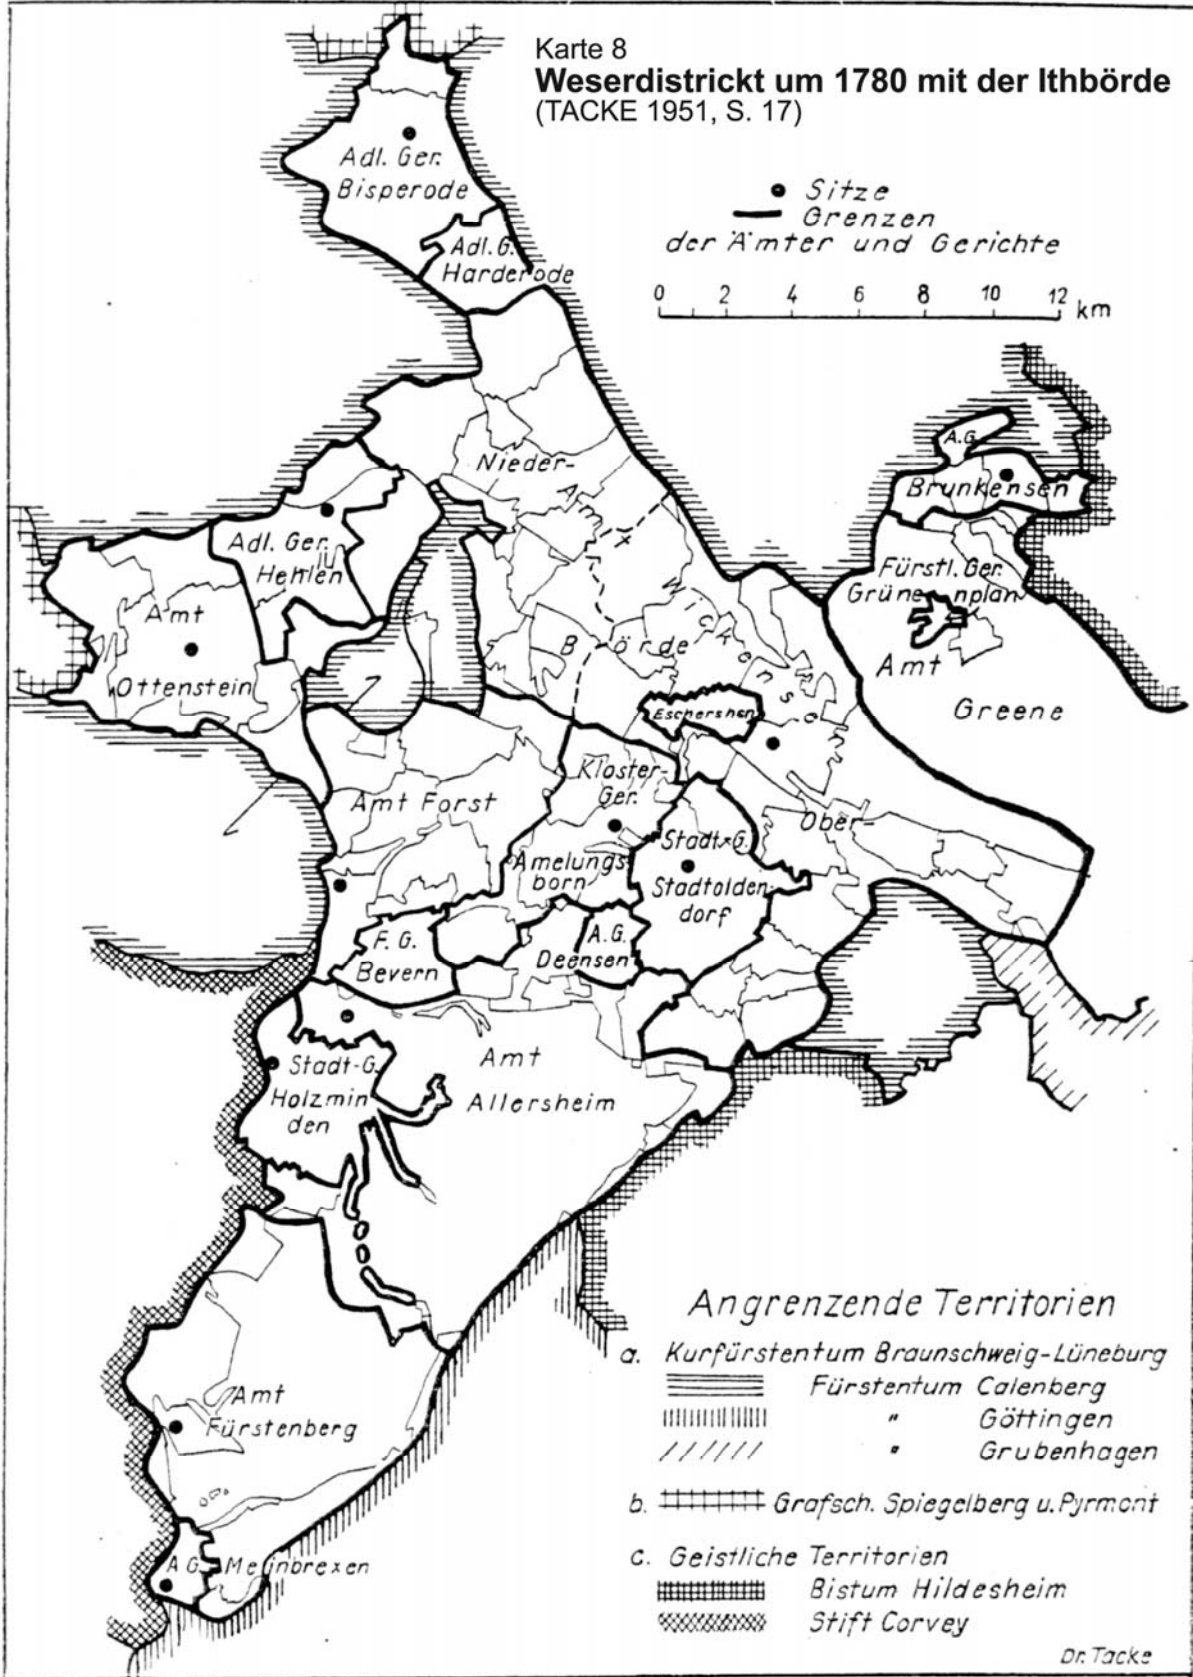 Karte 8
Weserdistrickt um 1780 mit der Ithbörde
(TACKE 1951, S. 17)
Sitze
Grenzen
der Ämter und Gerichte
0 2 4 6 8 10 12 km
Adl. Ger.
Bisperode
Adl. G.
Harderode
Nieder-
Börde
Amt
Wickensen
Ober-
A.G.
Brunkensen
Fürstl. Ger.
Grünenplan
Amt
Greene
Adl. Ger.
Hehlen
Amt
Ottenstein
Eschershsn
Amt Forst
Kloster-
Ger.
Amelungs-
born
Stadt-G.
Stadtolden-
dorf
F. G.
Bevern
A.G.
Deensen
Stadt-G.
Holzmin
den
Amt
Allersheim
Amt
Fürstenberg
A G. Meinbrexen
Angrenzende Territorien
a. Kurfürstentum Braunschweig-Lüneburg
Fürstentum Calenberg
" Göttingen
" Grubenhagen
b. Grafsch. Spiegelberg u. Pyrmont
c. Geistliche Territorien
Bistum Hildesheim
Stift Corvey
Dr. Tacke